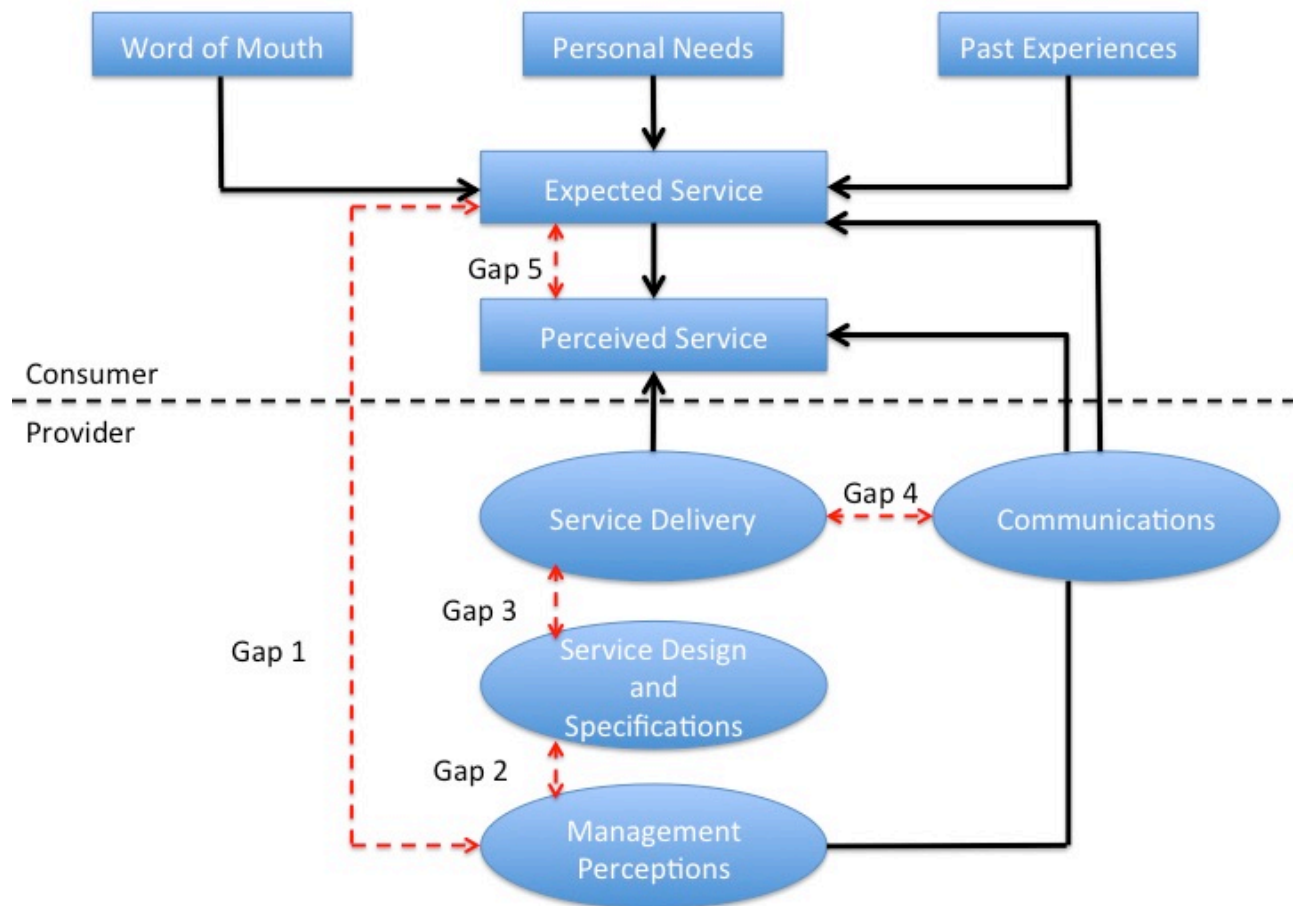 Word of Mouth
Personal Needs
Past Experiences
Expected Service
Gap 5
Perceived Service
Consumer
Provider
Service Delivery
Gap 4
Communications
Gap 3
Gap 1
Service Design
and
Specifications
Gap 2
Management
Perceptions